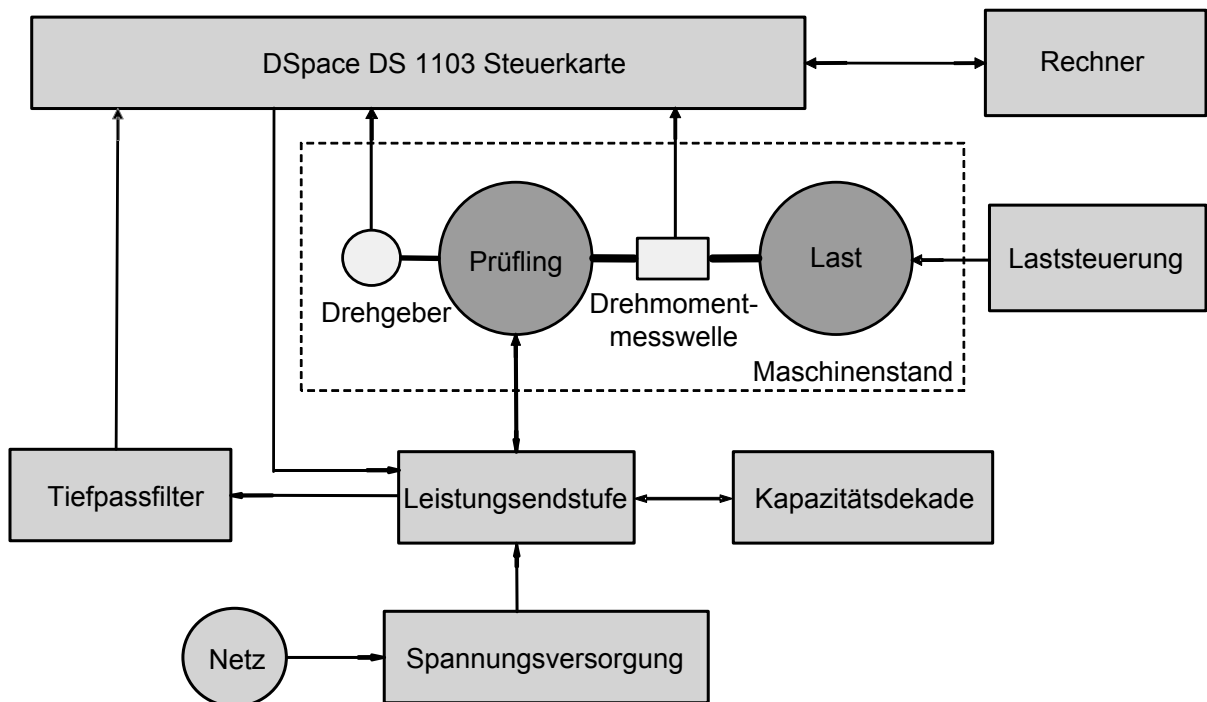 DSpace DS 1103 Steuerkarte
Rechner
Prüfling
Last
Laststeuerung
Drehgeber
Drehmoment-
messwelle
Maschinenstand
Tiefpassfilter
Leistungsendstufe
Kapazitätsdekade
Netz
Spannungsversorgung